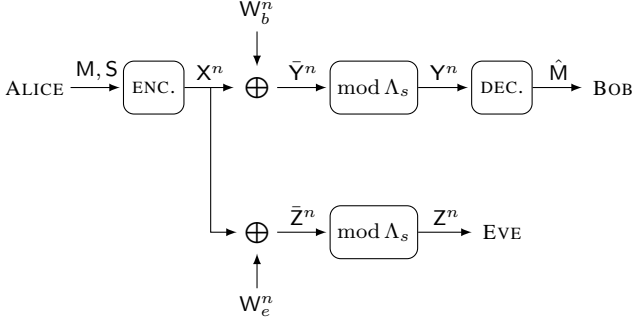 W_b^n
ALICE M, S ENC. X^n ⊕ Ȳ^n mod Λ_s Y^n DEC. M̂ BOB
⊕ Z̄^n mod Λ_s Z^n EVE
W_e^n